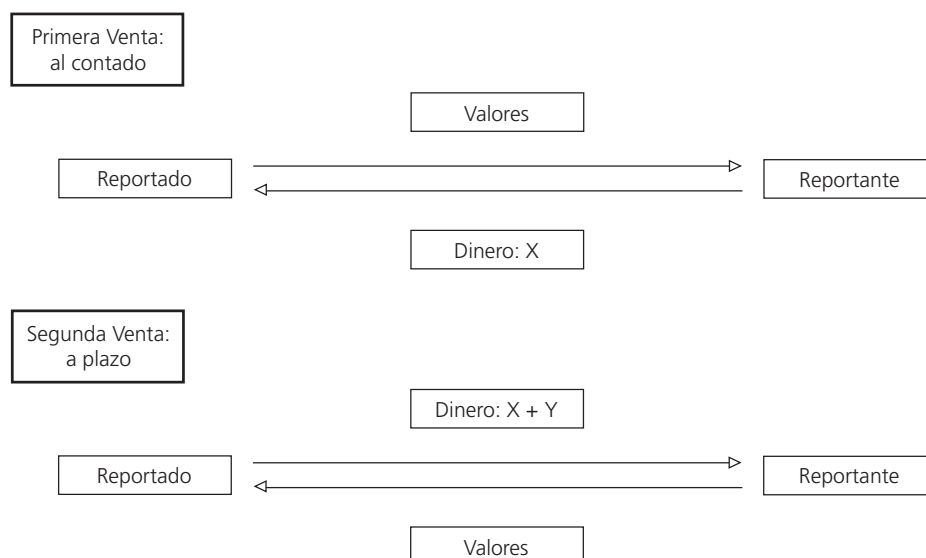 Primera Venta:
al contado
Valores
Reportado
Reportante
Dinero: X
Segunda Venta:
a plazo
Dinero: X + Y
Reportado
Reportante
Valores